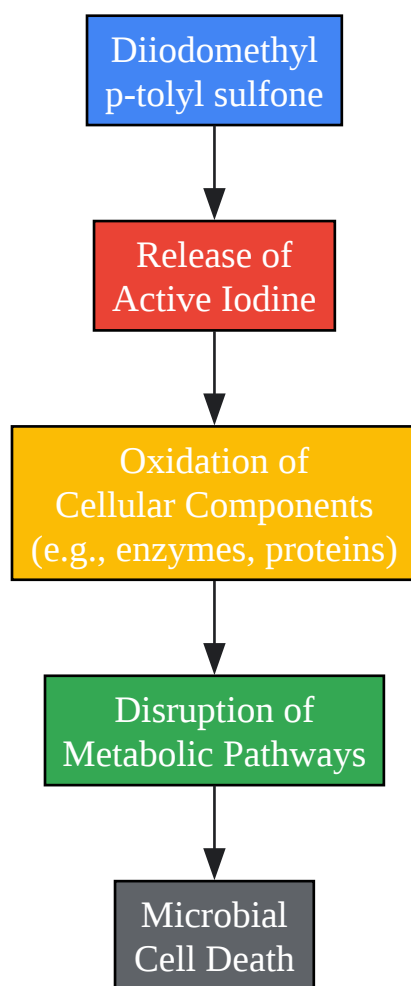 Diiodomethyl
p-tolyl sulfone
Release of
Active Iodine
Oxidation of
Cellular Components
(e.g., enzymes, proteins)
Disruption of
Metabolic Pathways
Microbial
Cell Death